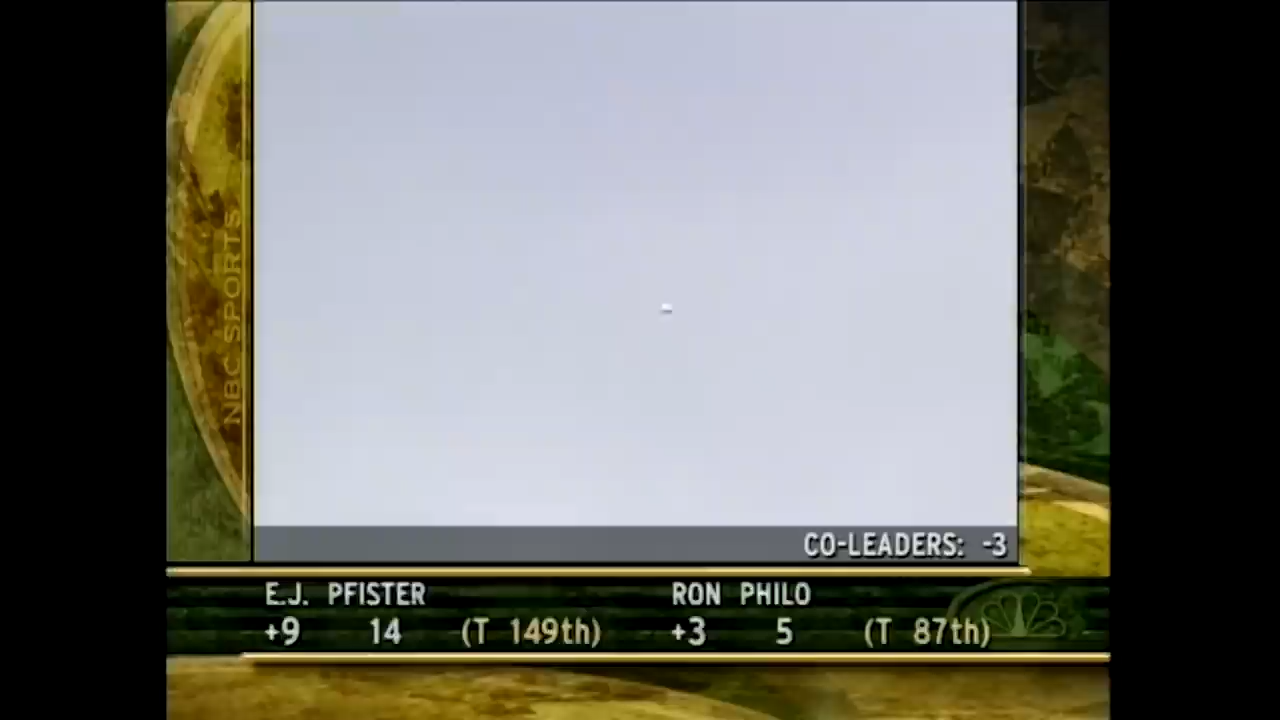 NBC SPORTS
CO-LEADERS: -3
E.J. PFISTER RON PHILO
+9 14 (T 149th) +3 5 (T 87th)